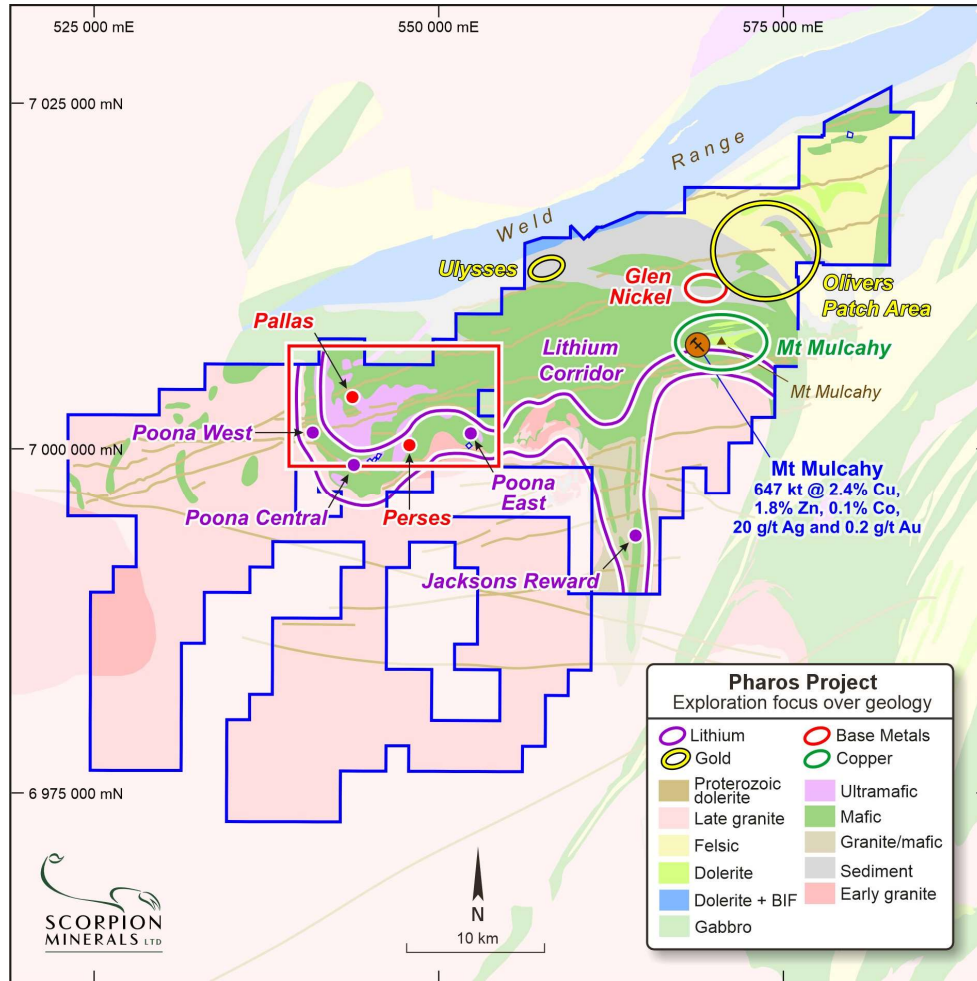 525 000 mE
550 000 mE
575 000 mE
7 025 000 mN
Weld Range
Ulysses
Glen
Nickel
Olivers
Patch Area
Pallas
Lithium
Corridor
Mt Mulcahy
Mt Mulcahy
Poona West
7 000 000 mN
Poona Central
Perses
Poona
East
Mt Mulcahy
647 kt @ 2.4% Cu,
1.8% Zn, 0.1% Co,
20 g/t Ag and 0.2 g/t Au
Jacksons Reward
6 975 000 mN
Pharos Project
Exploration focus over geology
Lithium
Base Metals
Gold
Copper
Proterozoic
dolerite
Ultramafic
Late granite
Mafic
Felsic
Granite/mafic
Dolerite
Sediment
Dolerite + BIF
Early granite
Gabbro
N
10 km
SCORPION
MINERALS LTD